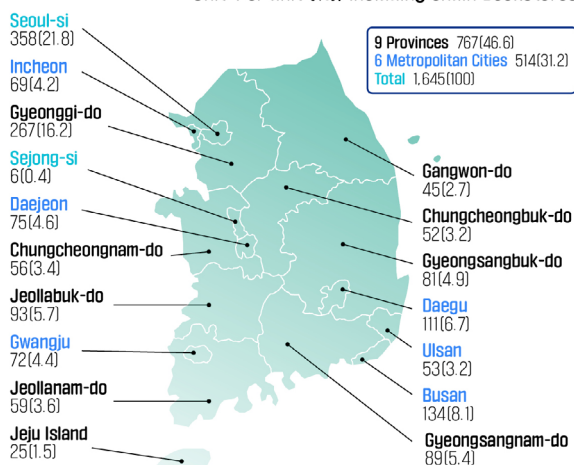 Seoul-si
358(21.8)
Incheon
69(4.2)
Gyeonggi-do
267(16.2)
Sejong-si
6(0.4)
Daejeon
75(4.6)
Chungcheongnam-do
56(3.4)
Jeollabuk-do
93(5.7)
Gwangju
72(4.4)
Jeollanam-do
59(3.6)
Jeju Island
25(1.5)
9 Provinces 767(46.6)
6 Metropolitan Cities 514(31.2)
Total 1,645(100)
Gangwon-do
45(2.7)
Chungcheongbuk-do
52(3.2)
Gyeongsangbuk-do
81(4.9)
Daegu
111(6.7)
Ulsan
53(3.2)
Busan
134(8.1)
Gyeongsangnam-do
89(5.4)